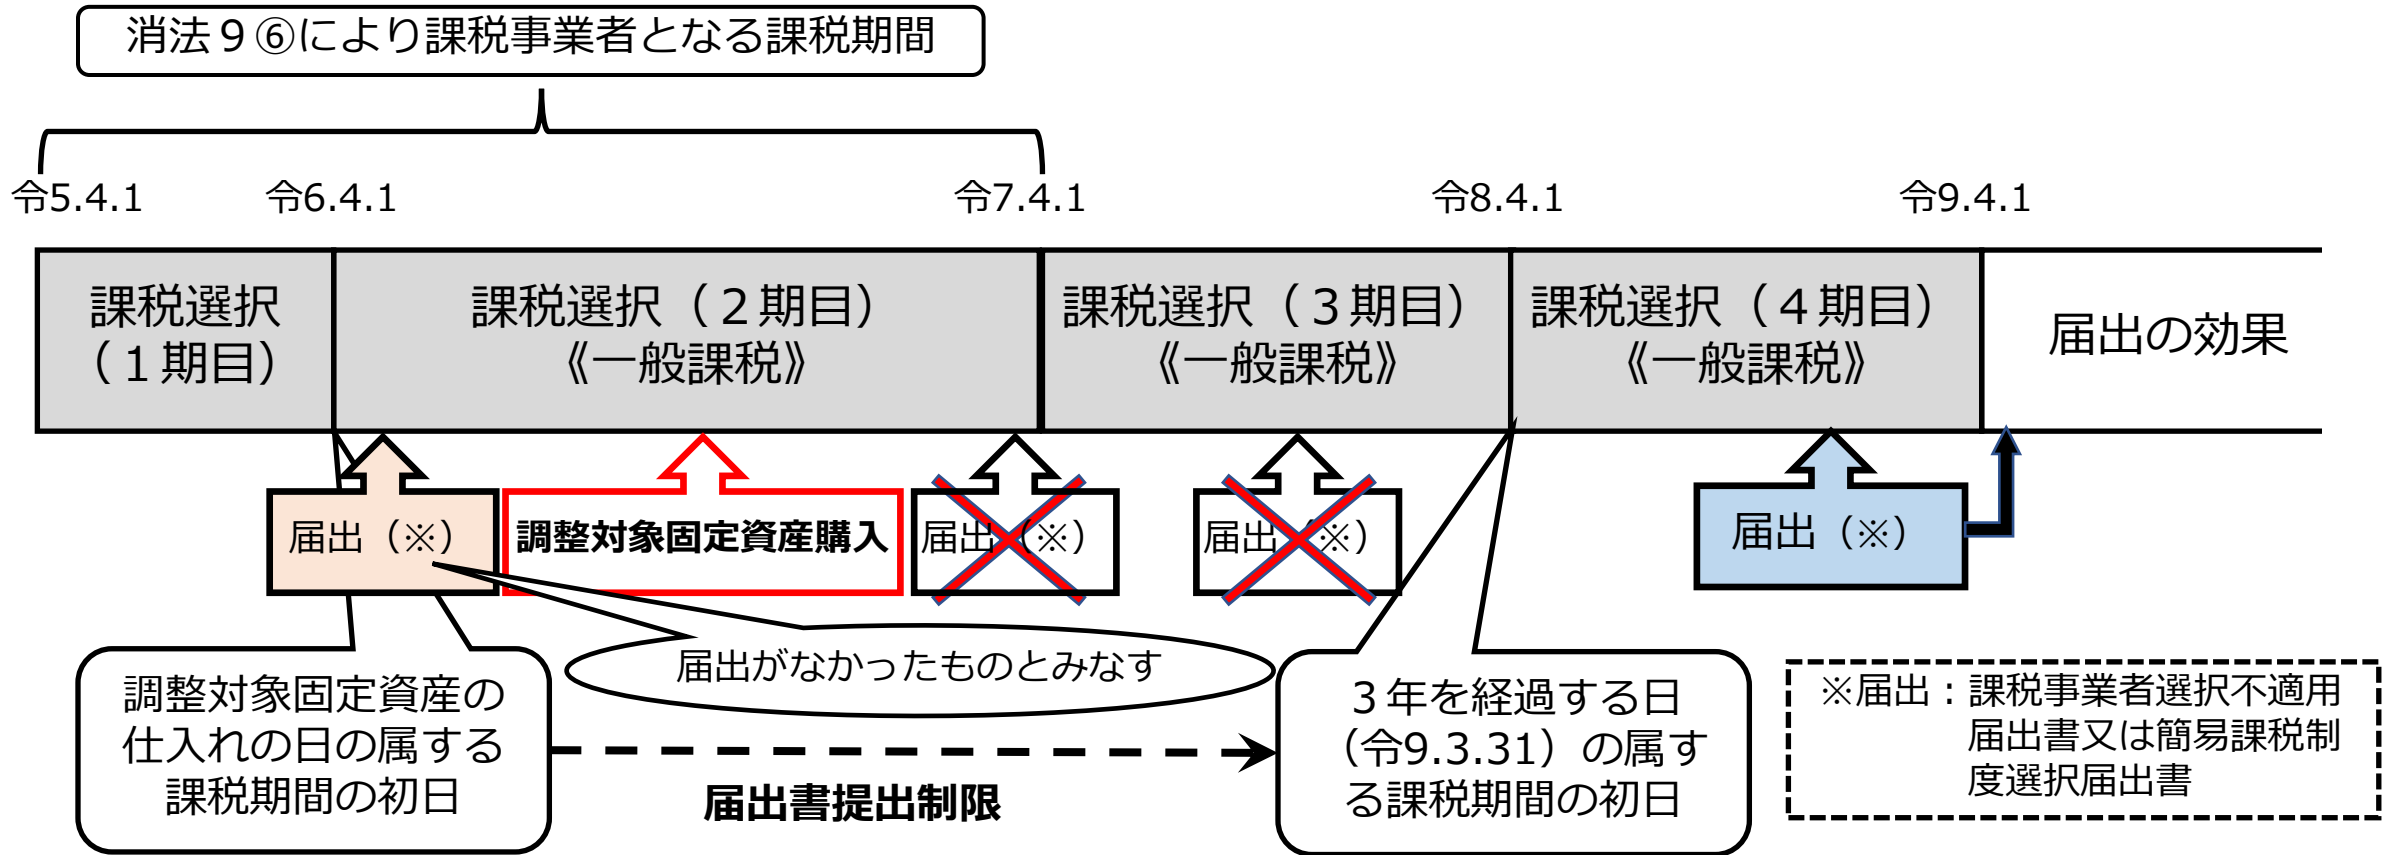 消法９⑥により課税事業者となる課税期間
令5.4.1
令6.4.1
令7.4.1
令8.4.1
令9.4.1
課税選択
（１期目）
課税選択（２期目）
《一般課税》
課税選択（３期目）
《一般課税》
課税選択（４期目）
《一般課税》
届出の効果
届出（※）
調整対象固定資産購入
届出（※）
届出（※）
届出（※）
届出がなかったものとみなす
調整対象固定資産の
仕入れの日の属する
課税期間の初日
届出書提出制限
３年を経過する日
（令9.3.31）の属す
る課税期間の初日
※届出：課税事業者選択不適用
届出書又は簡易課税制
度選択届出書